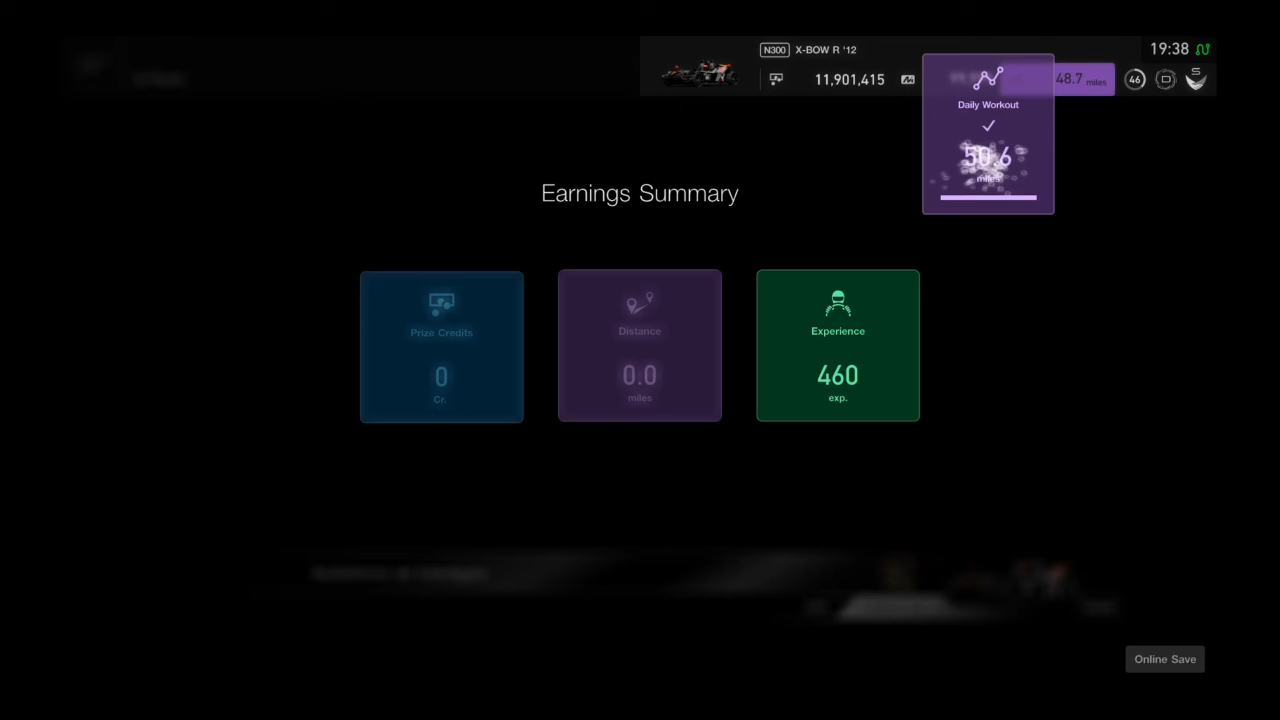 N300 X-BOW R '12
19:38
11,901,415
48.7 miles
46
D
S
Daily Workout
50.6
miles
Earnings Summary
Prize Credits
0
Cr.
Distance
0.0
miles
Experience
460
exp.
Online Save